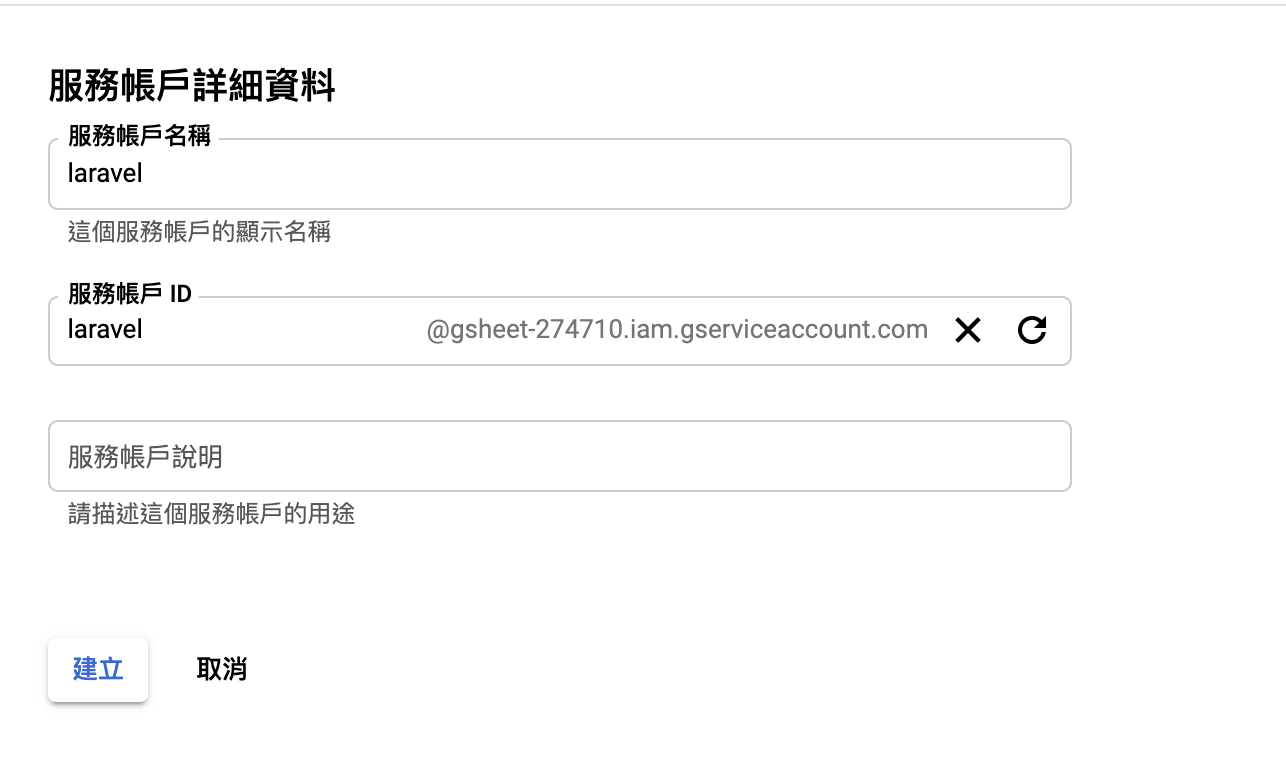 服務帳戶詳細資料
服務帳戶名稱
laravel
這個服務帳戶的顯示名稱
服務帳戶 ID
laravel @gsheet-274710.iam.gserviceaccount.com
服務帳戶說明
請描述這個服務帳戶的用途
建立 取消